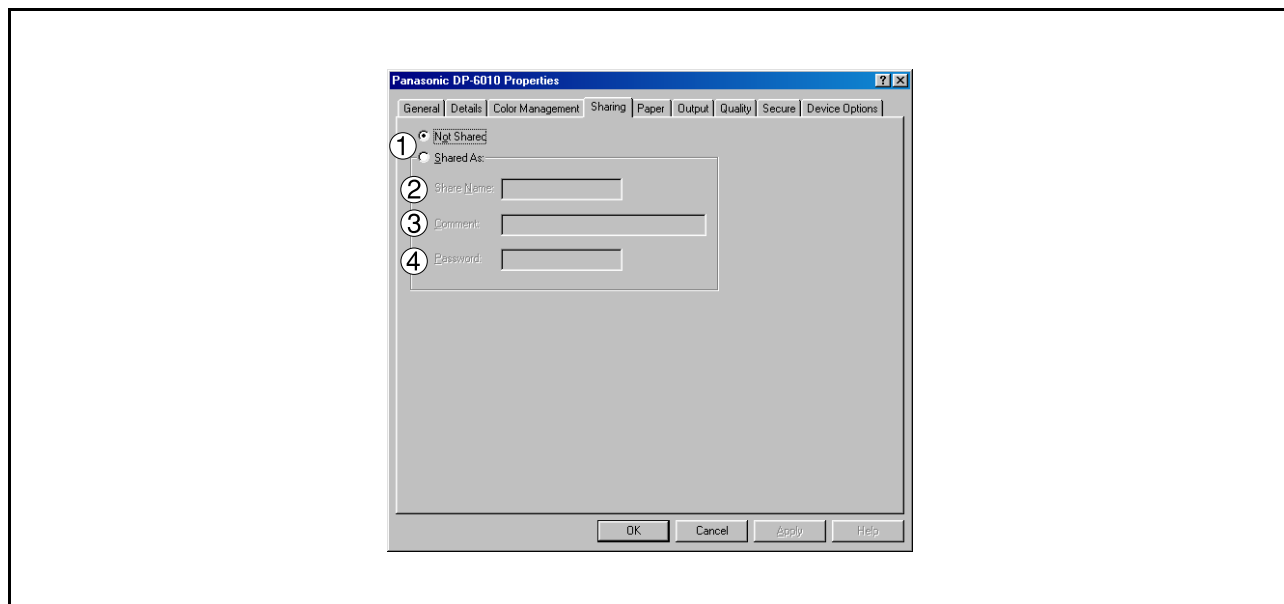 Panasonic DP-6010 Properties
General Details Color Management Sharing Paper Output Quality Secure Device Options
1 Not Shared
Shared As:
2 Share Name:
3 Comment:
4 Password:
OK Cancel Apply Help